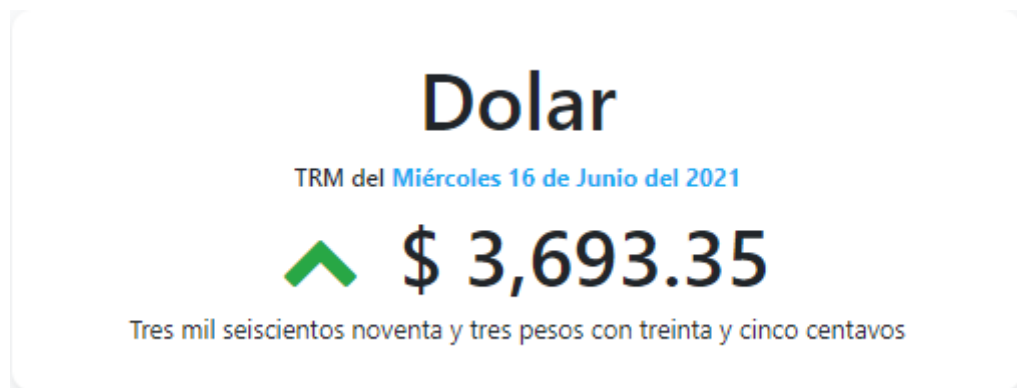 Dolar
TRM del Miércoles 16 de Junio del 2021
$ 3,693.35
Tres mil seiscientos noventa y tres pesos con treinta y cinco centavos